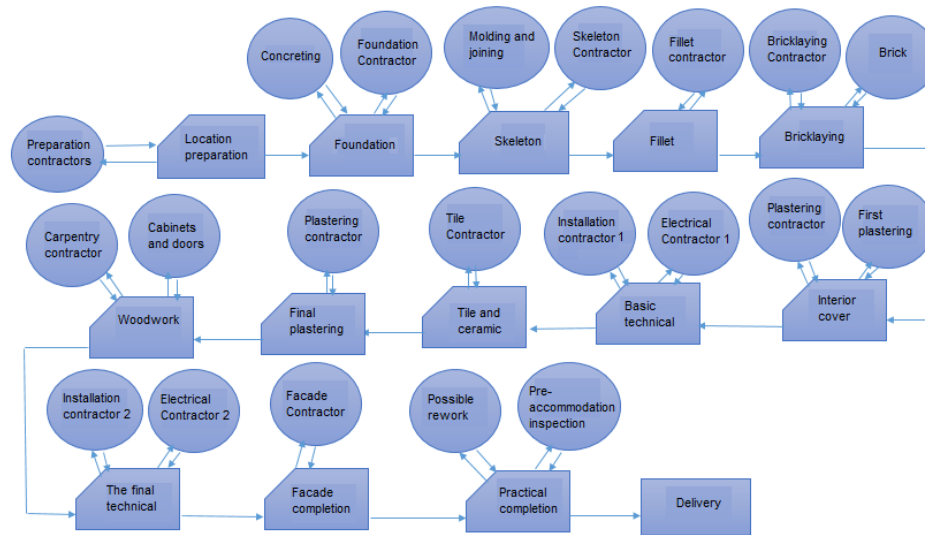 Concreting
Foundation
Contractor
Molding and
joining
Skeleton
Contractor
Fillet
contractor
Bricklaying
Contractor
Brick
Preparation
contractors
Location
preparation
Foundation
Skeleton
Fillet
Bricklaying
Carpentry
contractor
Cabinets
and doors
Plastering
contractor
Tile
Contractor
Installation
contractor 1
Electrical
Contractor 1
Plastering
contractor
First
plastering
Woodwork
Final
plastering
Tile and
ceramic
Basic
technical
Interior
cover
Installation
contractor 2
Electrical
Contractor 2
Facade
Contractor
Possible
rework
Pre-
accommodation
inspection
The final
technical
Facade
completion
Practical
completion
Delivery